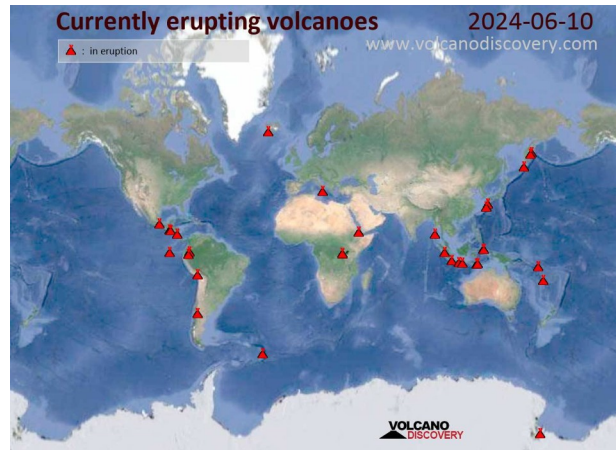 Currently erupting volcanoes 2024-06-10
www.volcanodiscovery.com
: in eruption
VOLCANO
DISCOVERY